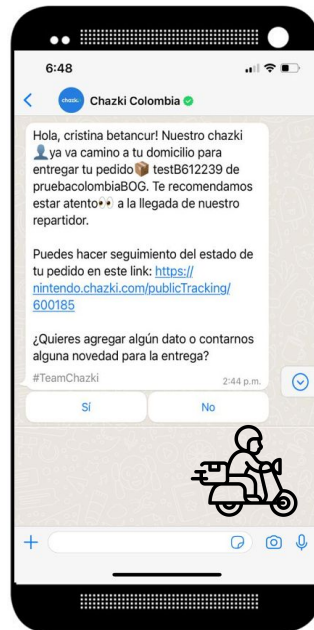 6:48
chazki.
Chazki Colombia
Hola, cristina betancur! Nuestro chazki
👤ya va camino a tu domicilio para
entregar tu pedido📦 testB612239 de
pruebacolombiaBOG. Te recomendamos
estar atento👀 a la llegada de nuestro
repartidor.
Puedes hacer seguimiento del estado de
tu pedido en este link: https://
nintendo.chazki.com/publicTracking/
600185
¿Quieres agregar algún dato o contarnos
alguna novedad para la entrega?
#TeamChazki 2:44 p.m.
Sí No